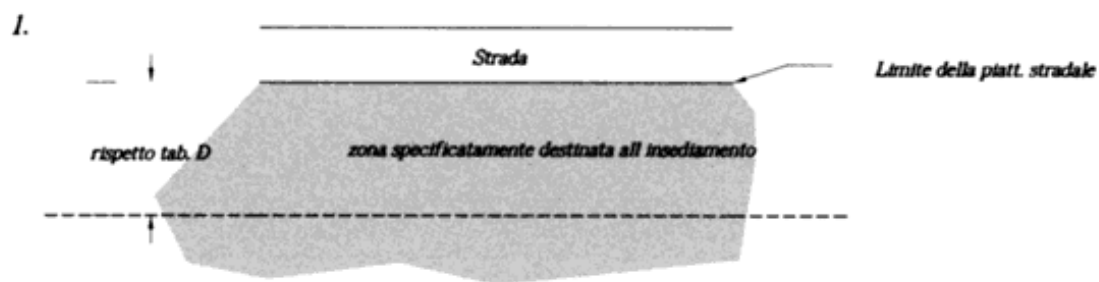 1.
Strada
Limite della piatt. stradale
rispetto tab. D
zona specificatamente destinata all insediamento